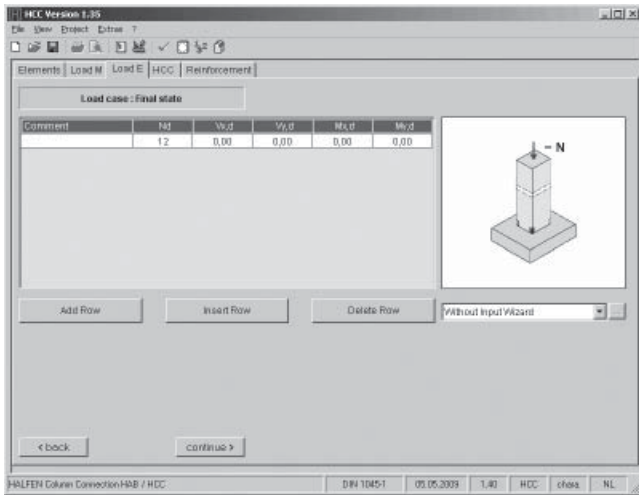 HCC Version 1.35
File View Project Extras ?
Elements Load M Load E HCC Reinforcement
Load case : Final state
Comment Nd Vx,d Vy,d Mx,d My,d
12 0,00 0,00 0,00 0,00
- N
Add Row Insert Row Delete Row Without Input Wizard
< back continue >
HALFEN Column Connection HAB / HCC DIN 1045-1 05.05.2009 1,40 HCC chara. NL